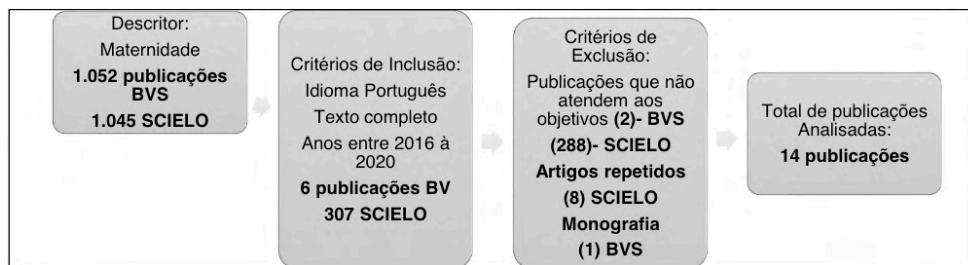 Descritor:
Maternidade
1.052 publicações
BVS
1.045 SCIELO
Critérios de Inclusão:
Idioma Português
Texto completo
Anos entre 2016 à
2020
6 publicações BV
307 SCIELO
Critérios de
Exclusão:
Publicações que não
atendem aos
objetivos (2)- BVS
(288)- SCIELO
Artigos repetidos
(8) SCIELO
Monografia
(1) BVS
Total de publicações
Analisadas:
14 publicações